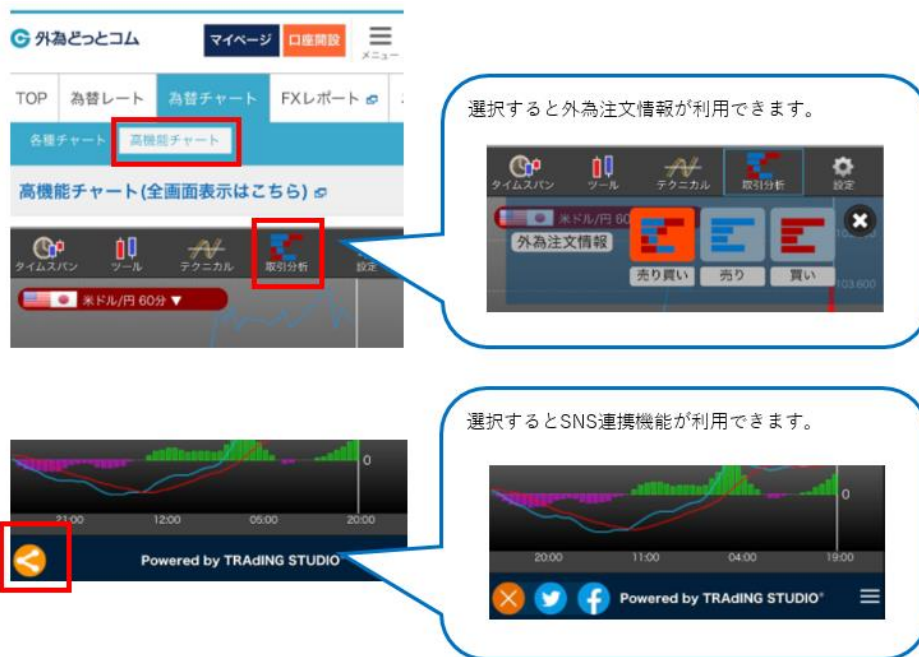 外為どっとコム
マイページ
口座開設
メニュー
TOP
為替レート
為替チャート
FXレポート
各種チャート
高機能チャート
高機能チャート(全画面表示はこちら)
タイムスパン
ツール
テクニカル
取引分析
設定
米ドル/円 60分 ▼
選択すると外為注文情報が利用できます。
タイムスパン
ツール
テクニカル
取引分析
設定
米ドル/円 60
外為注文情報
売り買い
売り
買い
103.600
0
21:00
12:00
05:00
20:00
Powered by TRAdING STUDIO
選択するとSNS連携機能が利用できます。
0
20:00
11:00
04:00
19:00
Powered by TRAdING STUDIO®